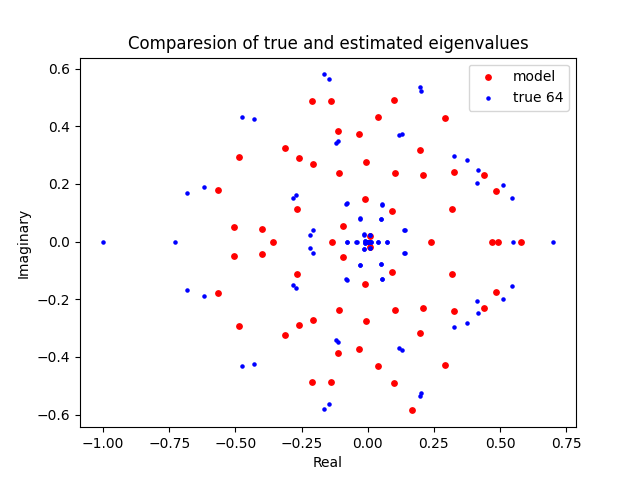 Comparesion of true and estimated eigenvalues
model
true 64
Imaginary
0.6
0.4
0.2
0.0
−0.2
−0.4
−0.6
−1.00 −0.75 −0.50 −0.25 0.00 0.25 0.50 0.75
Real